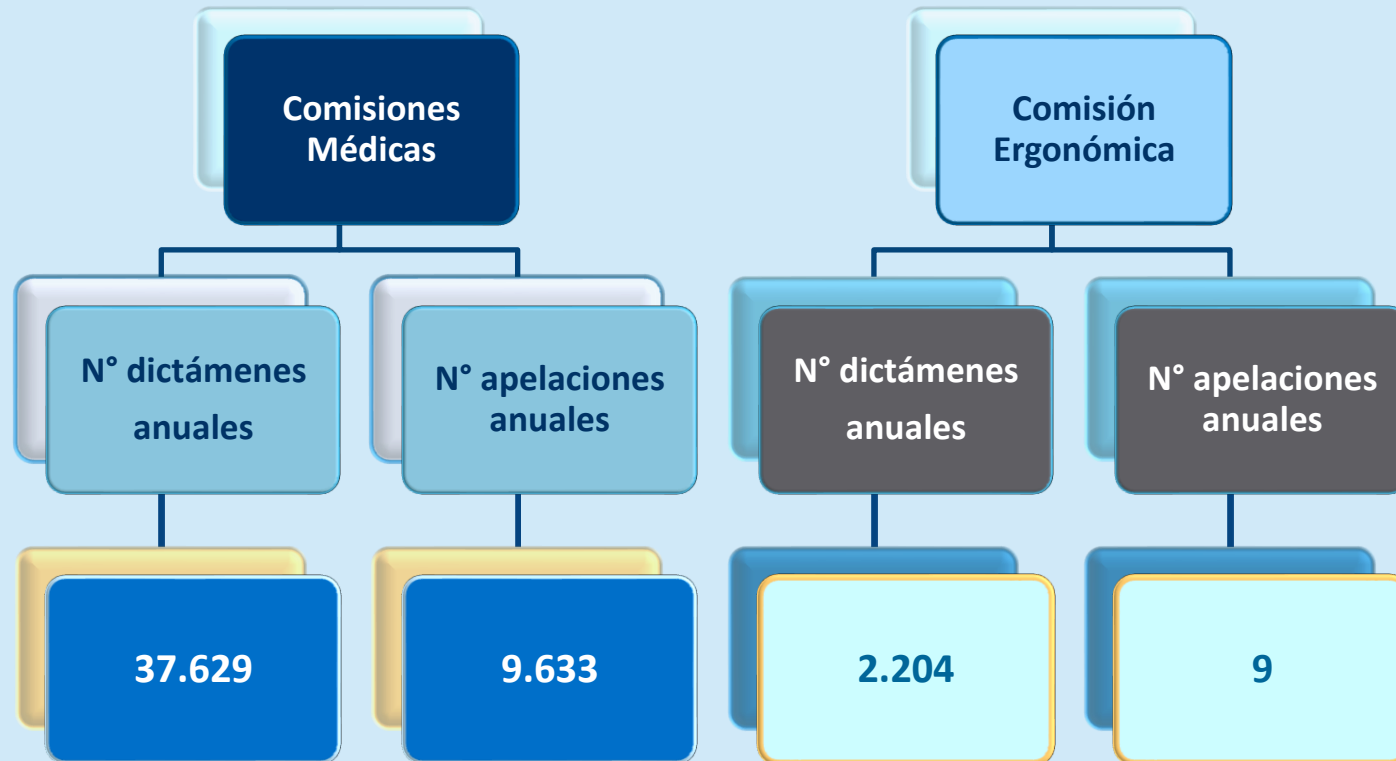 Comisiones
Médicas
Comisión
Ergonómica
N° dictámenes
anuales
N° apelaciones
anuales
N° dictámenes
anuales
N° apelaciones
anuales
37.629
9.633
2.204
9